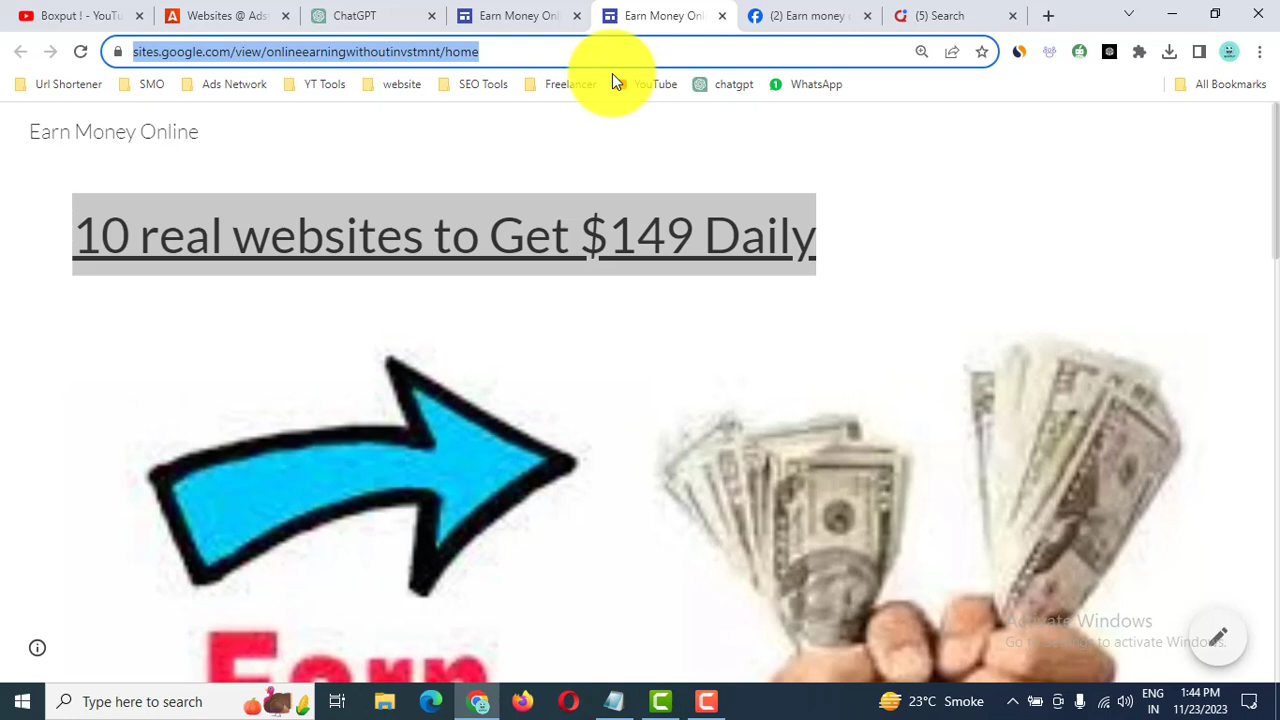 Boxput ! - YouTu
Websites @ Ads
ChatGPT
Earn Money Onl
Earn Money Onl
(2) Earn money o
(5) Search
sites.google.com/view/onlineearningwithoutinvstmnt/home
Url Shortener
SMO
Ads Network
YT Tools
website
SEO Tools
Freelancer
YouTube
chatgpt
WhatsApp
All Bookmarks
Earn Money Online
10 real websites to Get $149 Daily
Earn
Activate Windows
Go to Settings to activate Windows.
Type here to search
23°C Smoke
ENG
IN
1:44 PM
11/23/2023